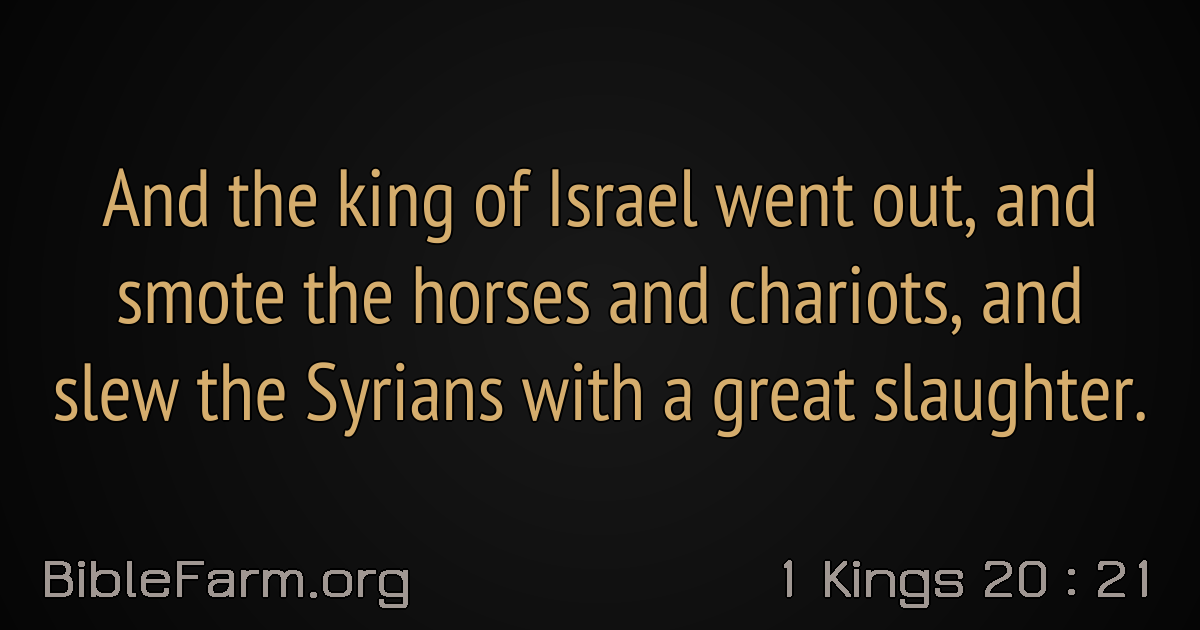 And the king of Israel went out, and
smote the horses and chariots, and
slew the Syrians with a great slaughter.
BibleFarm.org
1 Kings 20 : 21